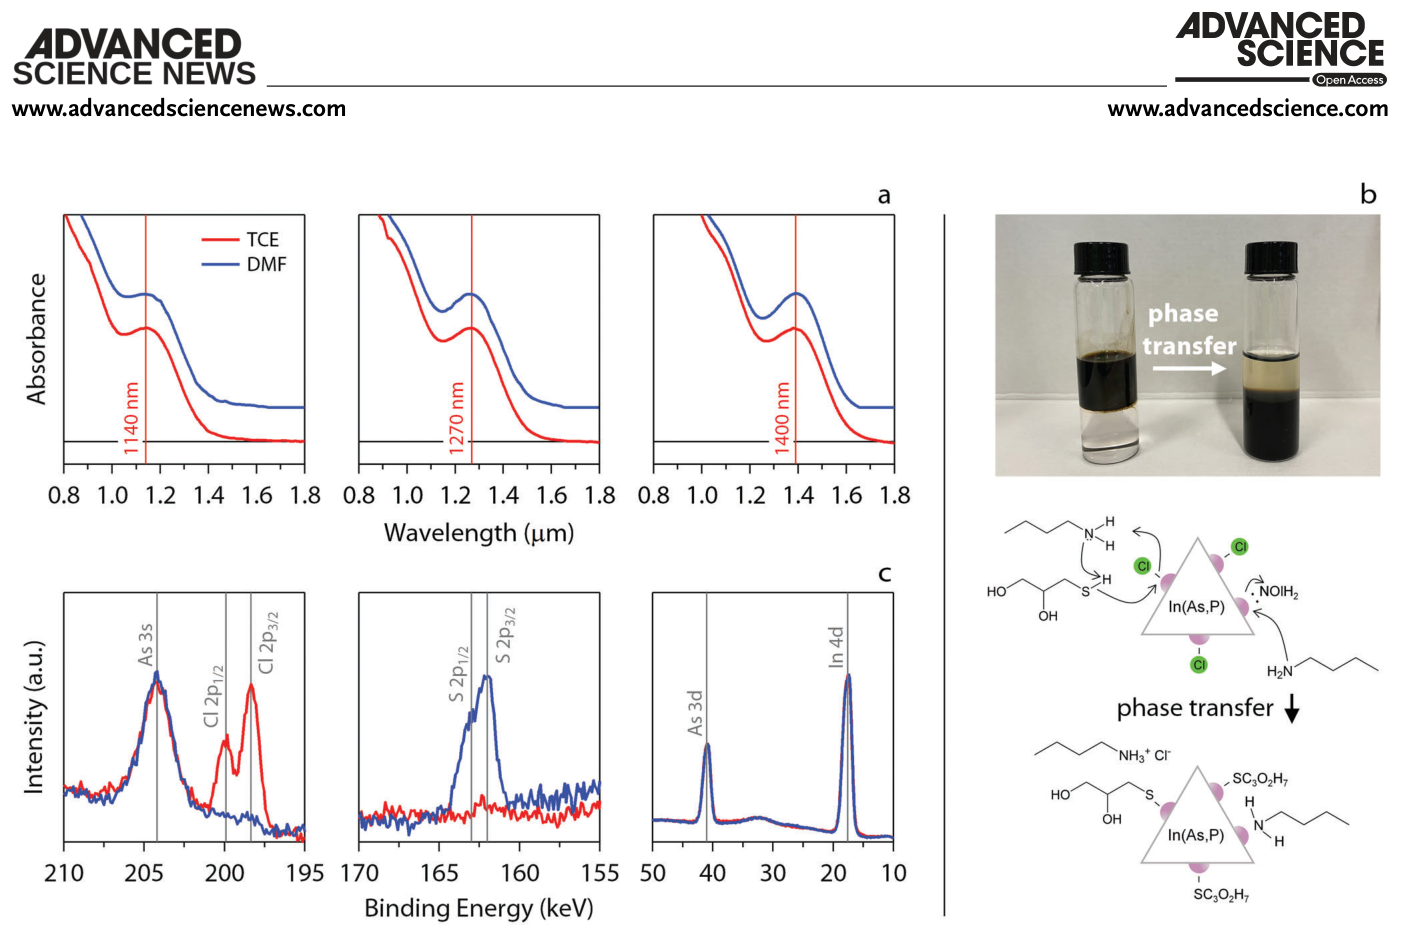 ADVANCED
SCIENCE NEWS
www.advancedsciencenews.com
ADVANCED
SCIENCE
Open Access
www.advancedscience.com
a
TCE
DMF
Absorbance
1140 nm
1270 nm
1400 nm
0.8 1.0 1.2 1.4 1.6 1.8
0.8 1.0 1.2 1.4 1.6 1.8
0.8 1.0 1.2 1.4 1.6 1.8
Wavelength (μm)
c
Intensity (a.u.)
As 3s
Cl 2p1/2
Cl 2p3/2
S 2p1/2
S 2p3/2
As 3d
In 4d
210 205 200 195
170 165 160 155
50 40 30 20 10
Binding Energy (keV)
b
phase
transfer
N
H
H
..
HO
OH
S
H
Cl
Cl
Cl
In(As,P)
NOIH2
H2N
phase transfer
NH3+ Cl-
HO
OH
S
SC3O2H7
In(As,P)
H
N
H
SC3O2H7